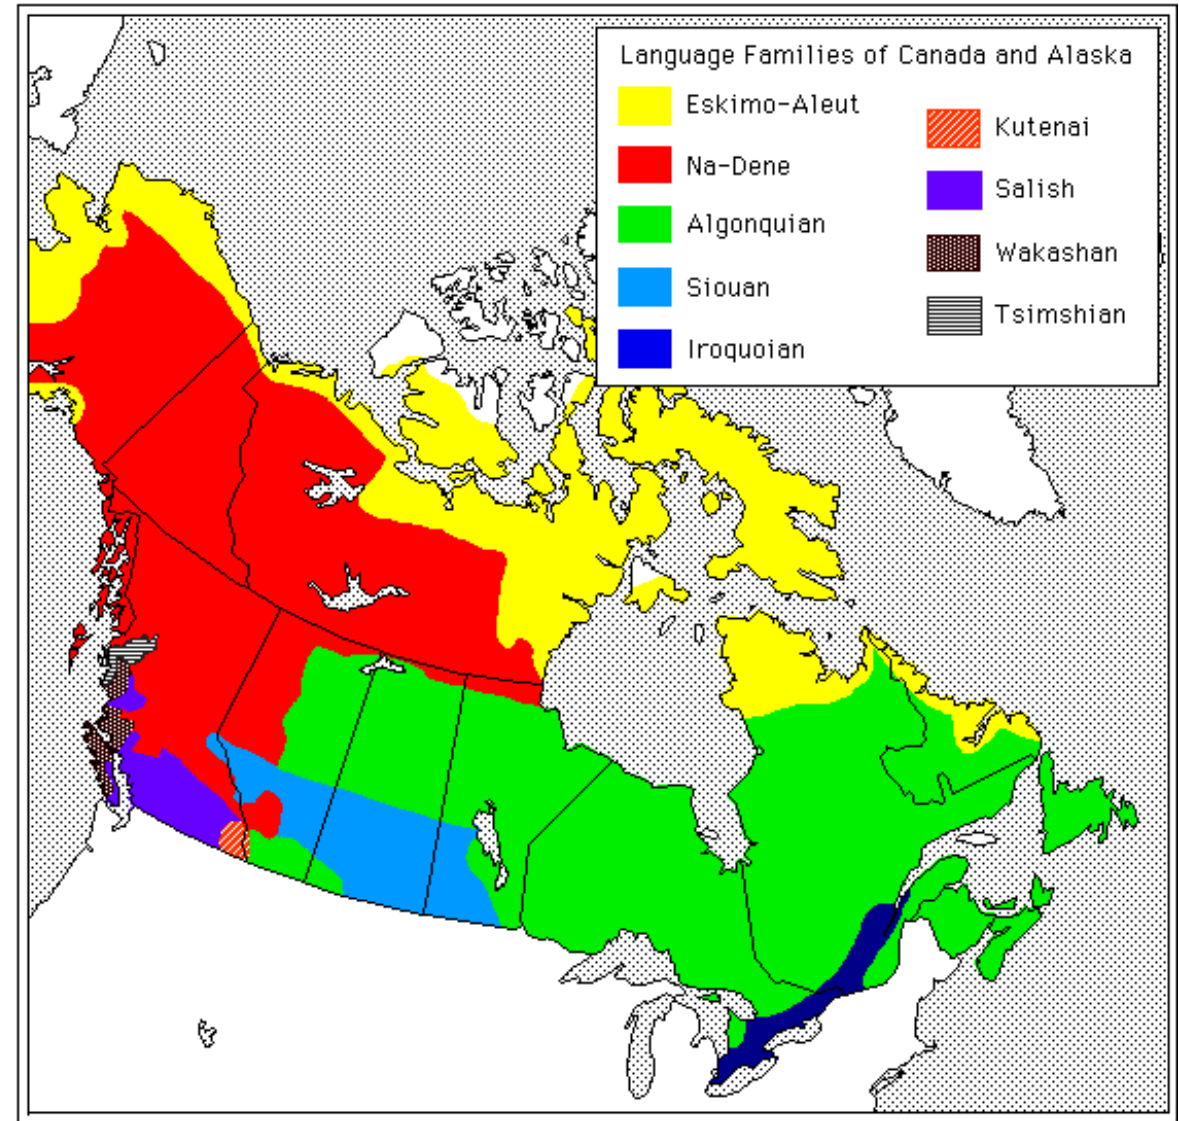 Language Families of Canada and Alaska
Eskimo-Aleut
Na-Dene
Algonquian
Siouan
Iroquoian
Kutenai
Salish
Wakashan
Tsimshian